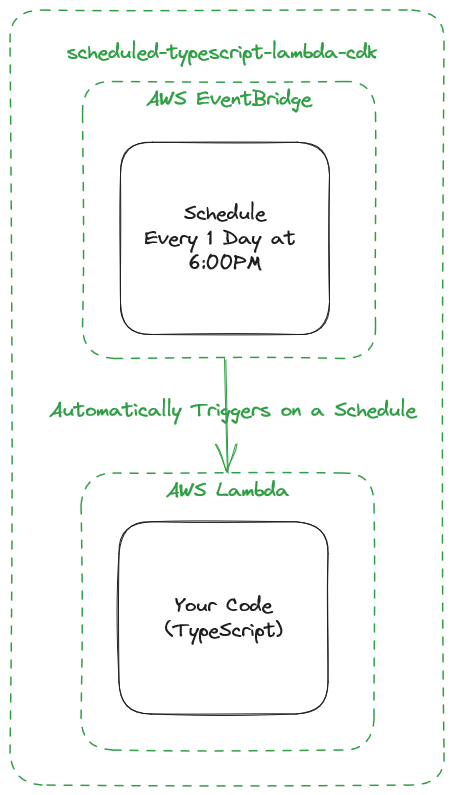 scheduled-typescript-lambda-cdk
AWS EventBridge
Schedule
Every 1 Day at
6:00PM
Automatically Triggers on a Schedule
AWS Lambda
Your Code
(TypeScript)